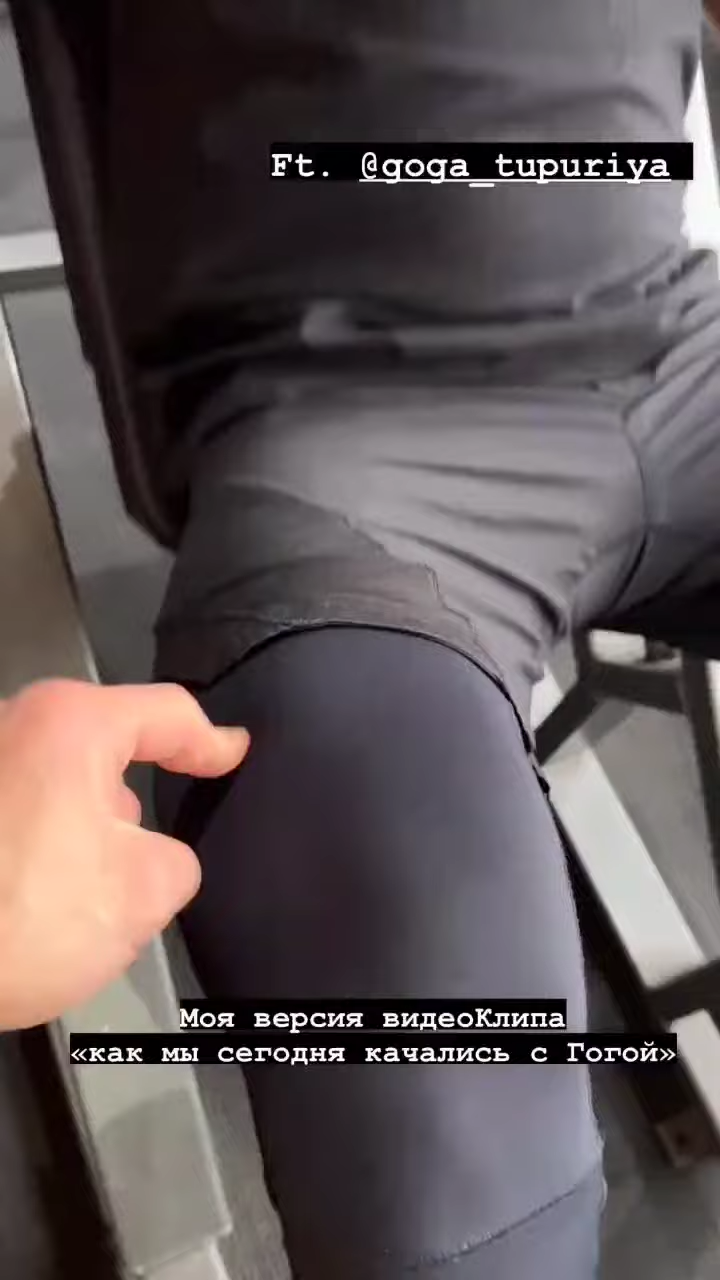 Ft. @goga_tupuriya
Моя версия видеоКлипа
«как мы сегодня качались с Гогой»